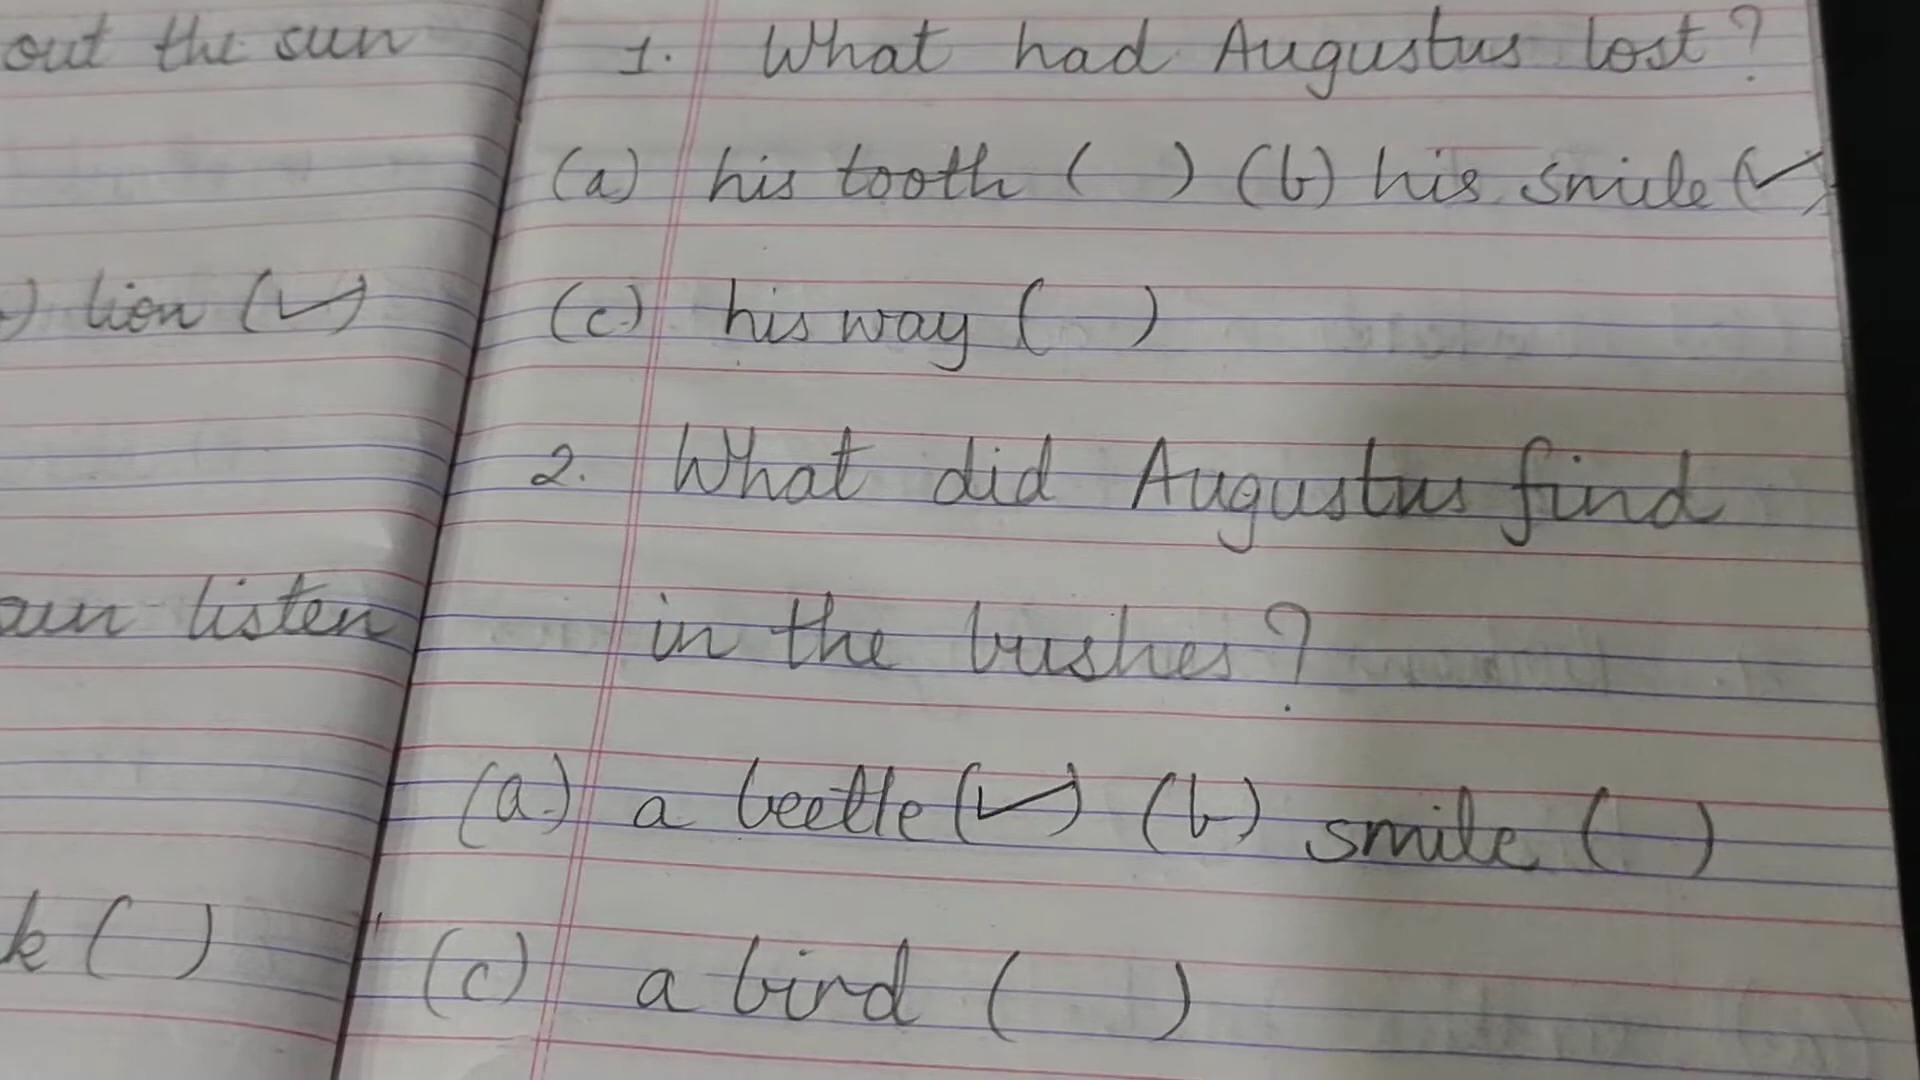 out the sun
) lion (✓)
listen
k ( )
1. What had Augustus lost?
(a) his tooth ( ) (b) his smile (✓)
(c) his way ( )
2. What did Augustus find
in the bushes?
(a) a beetle (✓) (b) smile ( )
(c) a bird ( )